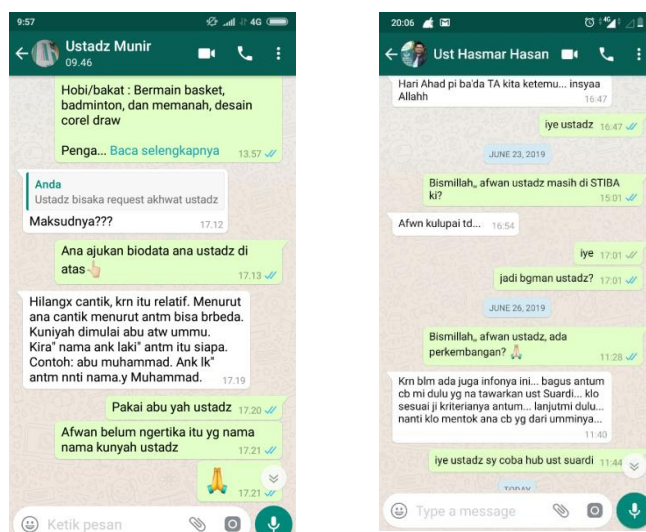 9:57
4G
Ustadz Munir
09.46
Hobi/bakat : Bermain basket,
badminton, dan memanah, desain
corel draw
Penga... Baca selengkapnya 13.57
Anda
Ustadz bisaka request akhwat ustadz
Maksudnya??? 17.12
Ana ajukan biodata ana ustadz di
atas 17.13
Hilangx cantik, krn itu relatif. Menurut
ana cantik menurut antm bisa brbeda.
Kuniyah dimulai abu atw ummu.
Kira" nama ank laki" antm itu siapa.
Contoh: abu muhammad. Ank lk"
antm nnti nama.y Muhammad. 17.19
Pakai abu yah ustadz 17.20
Afwan belum ngertika itu yg nama
nama kunyah ustadz 17.21
17.21
Ketik pesan
20:06
4G
Ust Hasmar Hasan
Hari Ahad pi ba'da TA kita ketemu... insyaa
Allahh 16:47
iye ustadz 16:47
JUNE 23, 2019
Bismillah,, afwan ustadz masih di STIBA
ki? 15:01
Afwn kulupai td... 16:54
iye 17:01
jadi bgman ustadz? 17:01
JUNE 26, 2019
Bismillah,, afwan ustadz, ada
perkembangan? 11:28
Krn blm ada juga infonya ini... bagus antum
cb mi dulu yg na tawarkan ust Suardi... klo
sesuai ji kriterianya antum... lanjutmi dulu...
nanti klo mentok ana cb yg dari umminya...
11:40
iye ustadz sy coba hub ust suardi 11:44
TODAY
Type a message